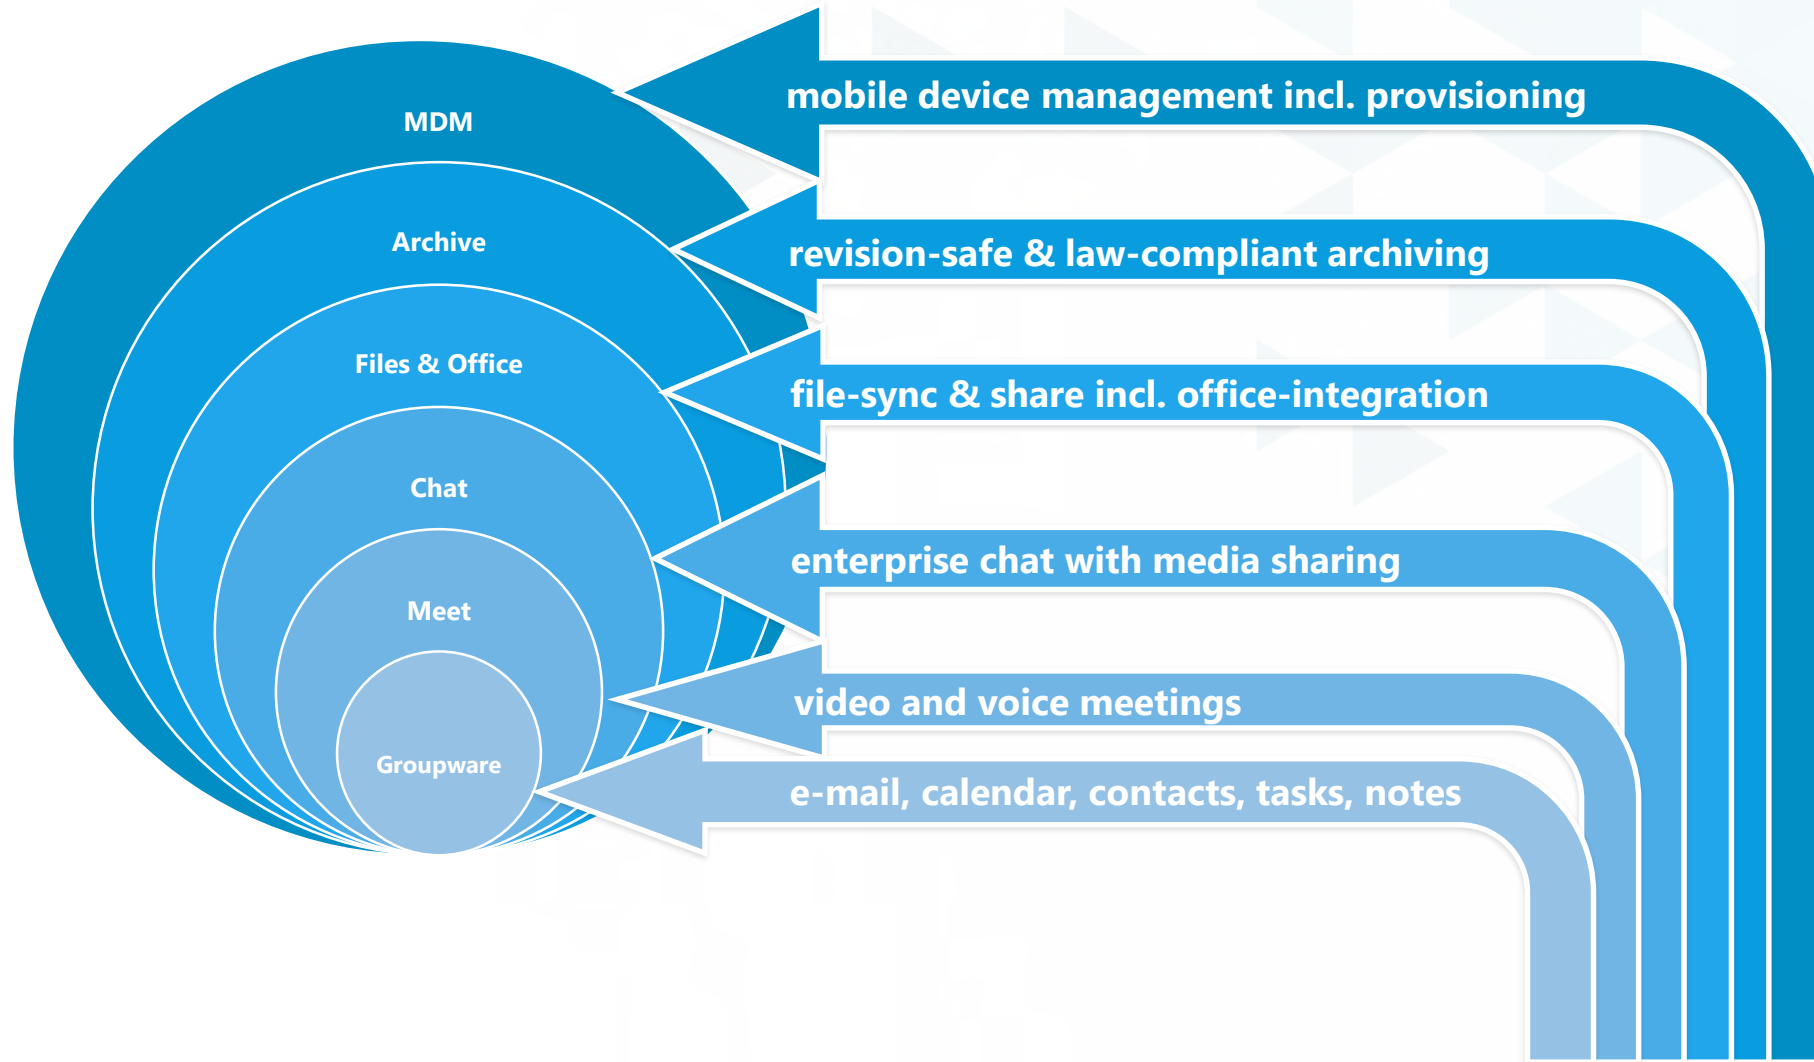 MDM
mobile device management incl. provisioning
Archive
revision-safe & law-compliant archiving
Files & Office
file-sync & share incl. office-integration
Chat
enterprise chat with media sharing
Meet
video and voice meetings
Groupware
e-mail, calendar, contacts, tasks, notes